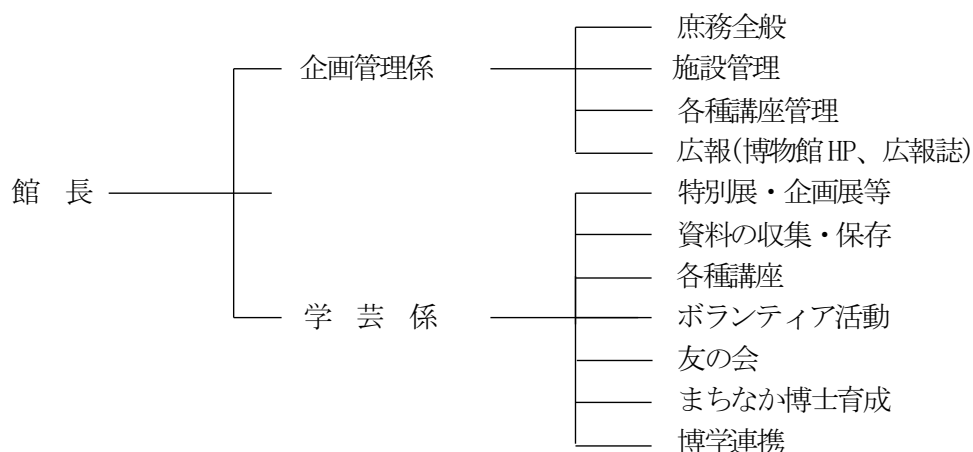 庶務全般
企画管理係
施設管理
各種講座管理
広報(博物館HP、広報誌)
館 長
特別展・企画展等
資料の収集・保存
各種講座
学 芸 係
ボランティア活動
友の会
まちなか博士育成
博学連携